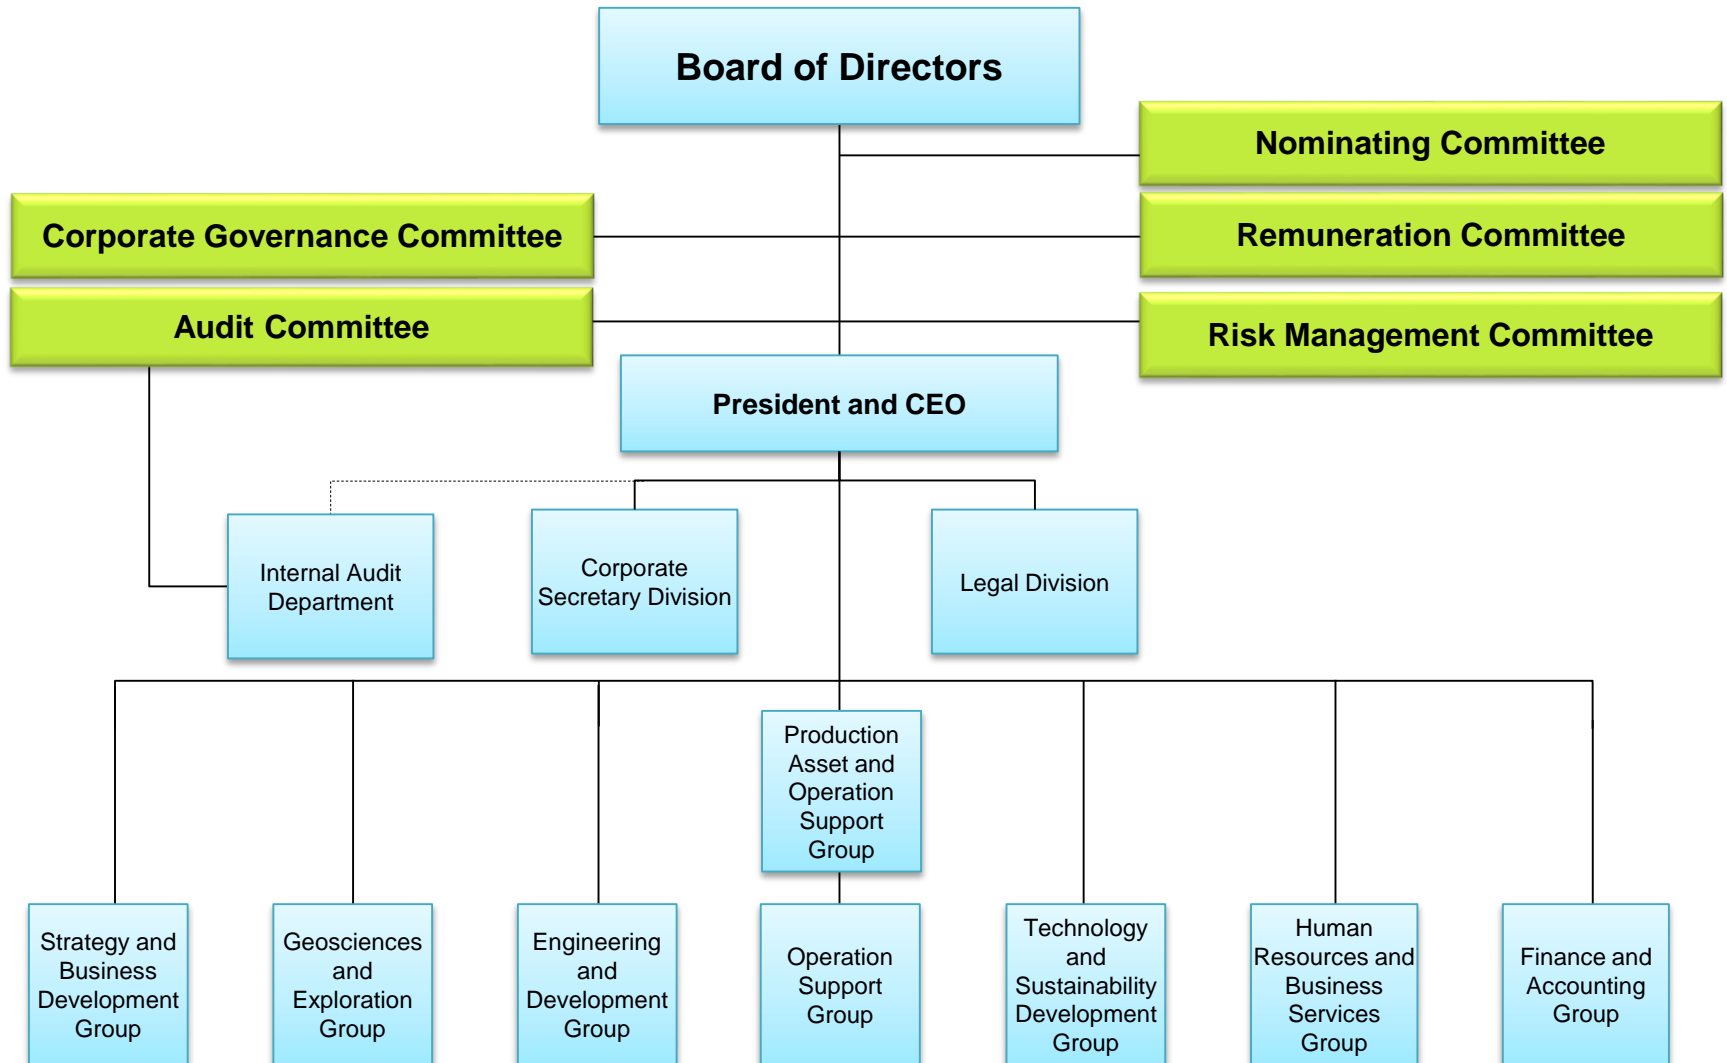 Board of Directors
Nominating Committee
Corporate Governance Committee
Remuneration Committee
Audit Committee
Risk Management Committee
President and CEO
Internal Audit
Department
Corporate
Secretary Division
Legal Division
Production
Asset and
Operation
Support
Group
Strategy and
Business
Development
Group
Geosciences
and
Exploration
Group
Engineering
and
Development
Group
Operation
Support
Group
Technology
and
Sustainability
Development
Group
Human
Resources and
Business
Services
Group
Finance and
Accounting
Group